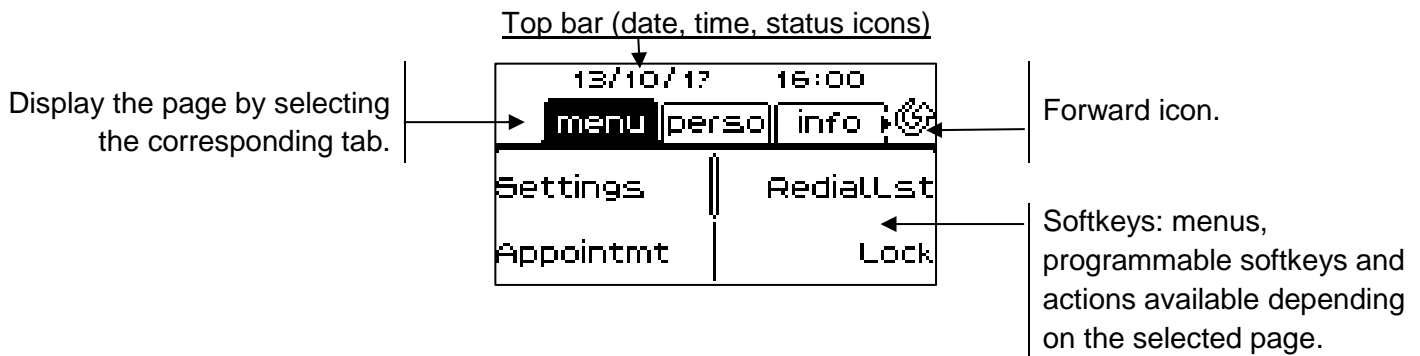 Top bar (date, time, status icons)
13/10/17 16:00
Display the page by selecting
the corresponding tab.
menu perso info
Forward icon.
Settings RedialLst
Appointmt Lock
Softkeys: menus,
programmable softkeys and
actions available depending
on the selected page.